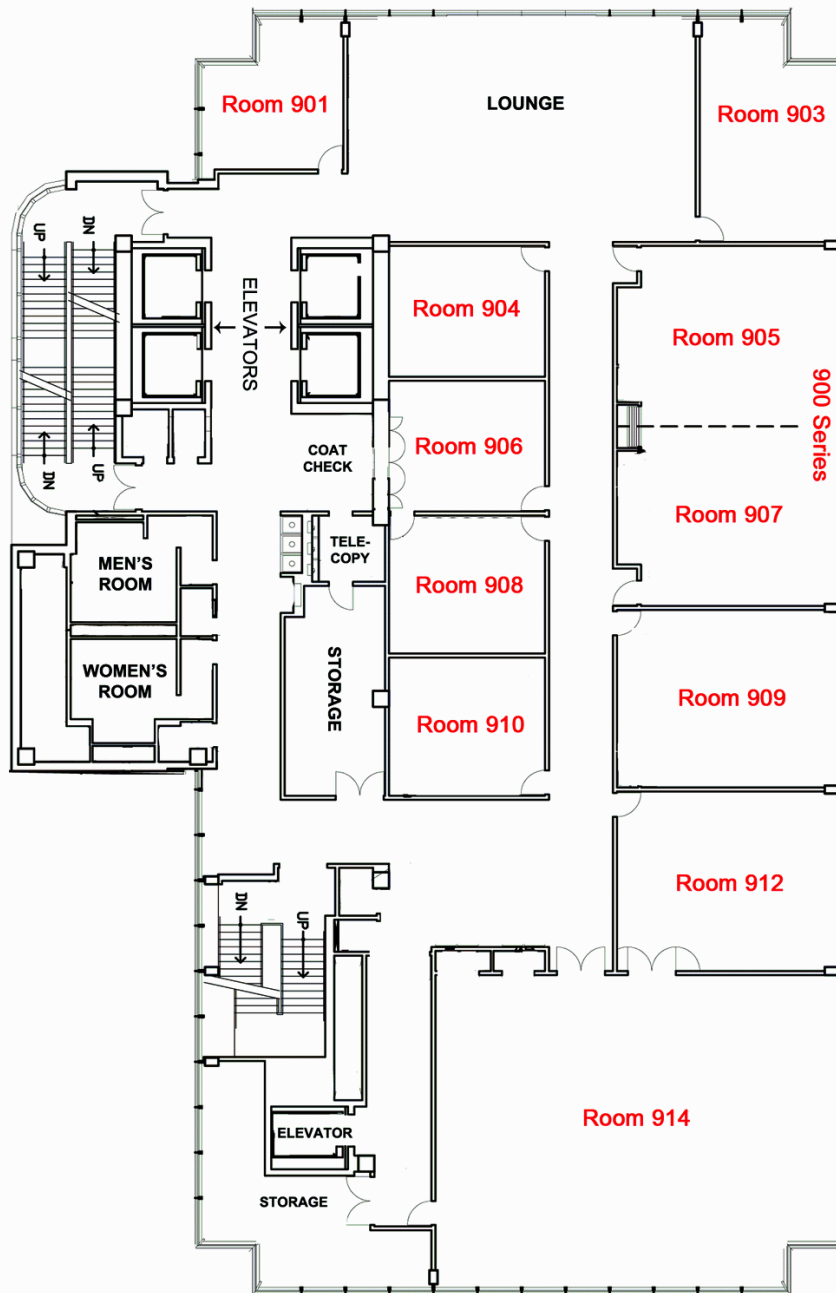 Room 901
LOUNGE
Room 903
UP
DN
ELEVATORS
Room 904
Room 905
900 Series
Room 906
COAT
CHECK
DN
UP
Room 907
TELE-
COPY
MEN'S
ROOM
Room 908
STORAGE
WOMEN'S
ROOM
Room 909
Room 910
Room 912
DN
UP
Room 914
ELEVATOR
STORAGE